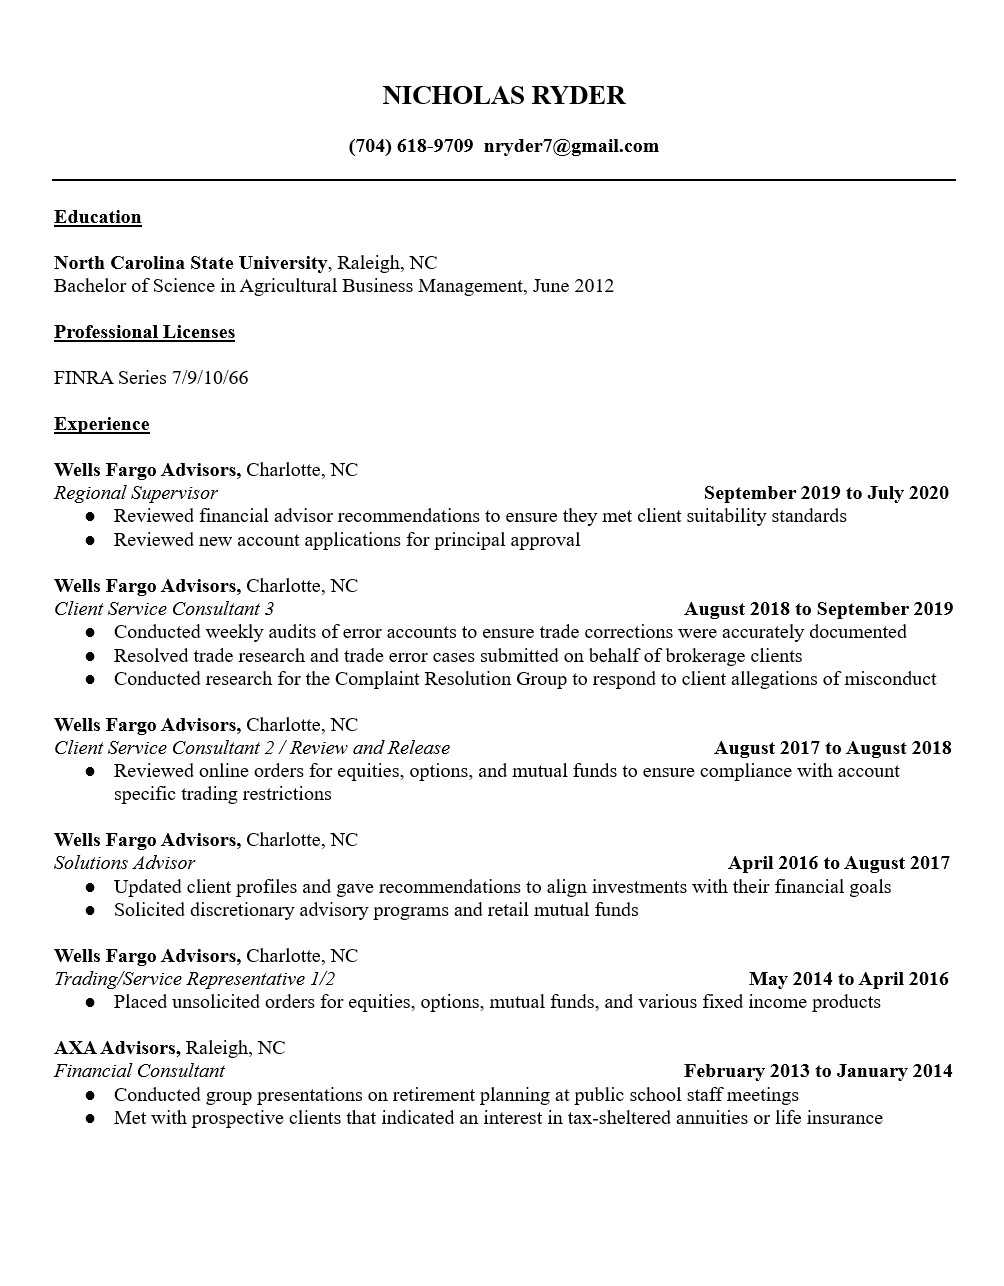 NICHOLAS RYDER
(704) 618-9709 nryder7@gmail.com
Education
North Carolina State University, Raleigh, NC
Bachelor of Science in Agricultural Business Management, June 2012
Professional Licenses
FINRA Series 7/9/10/66
Experience
Wells Fargo Advisors, Charlotte, NC
Regional Supervisor September 2019 to July 2020
● Reviewed financial advisor recommendations to ensure they met client suitability standards
● Reviewed new account applications for principal approval
Wells Fargo Advisors, Charlotte, NC
Client Service Consultant 3 August 2018 to September 2019
● Conducted weekly audits of error accounts to ensure trade corrections were accurately documented
● Resolved trade research and trade error cases submitted on behalf of brokerage clients
● Conducted research for the Complaint Resolution Group to respond to client allegations of misconduct
Wells Fargo Advisors, Charlotte, NC
Client Service Consultant 2 / Review and Release August 2017 to August 2018
● Reviewed online orders for equities, options, and mutual funds to ensure compliance with account
specific trading restrictions
Wells Fargo Advisors, Charlotte, NC
Solutions Advisor April 2016 to August 2017
● Updated client profiles and gave recommendations to align investments with their financial goals
● Solicited discretionary advisory programs and retail mutual funds
Wells Fargo Advisors, Charlotte, NC
Trading/Service Representative 1/2 May 2014 to April 2016
● Placed unsolicited orders for equities, options, mutual funds, and various fixed income products
AXA Advisors, Raleigh, NC
Financial Consultant February 2013 to January 2014
● Conducted group presentations on retirement planning at public school staff meetings
● Met with prospective clients that indicated an interest in tax-sheltered annuities or life insurance